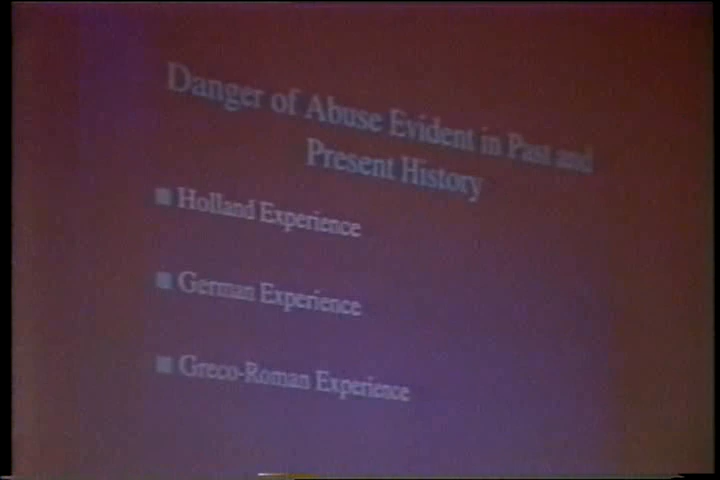 Danger of Abuse Evident in Past and
Present History
Holland Experience
German Experience
Greco-Roman Experience